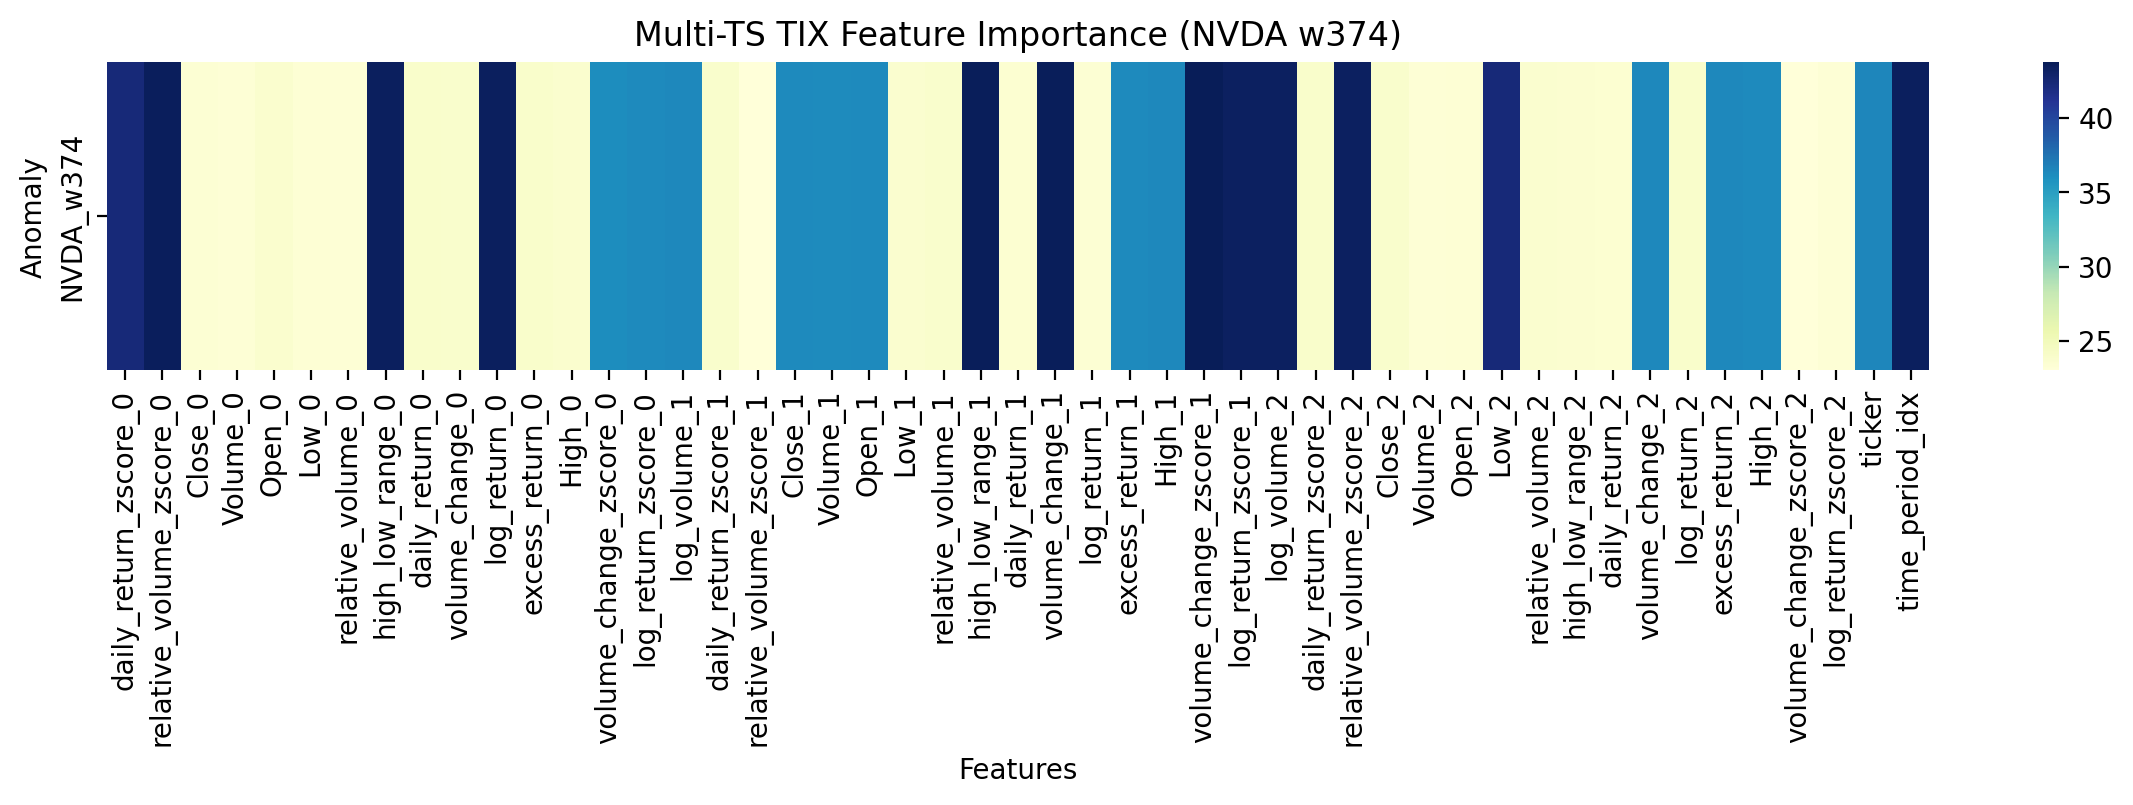 Multi-TS TIX Feature Importance (NVDA w374)
Anomaly
NVDA_w374
40
35
30
25
daily_return_zscore_0
relative_volume_zscore_0
Close_0
Volume_0
Open_0
Low_0
relative_volume_0
high_low_range_0
daily_return_0
volume_change_0
log_return_0
excess_return_0
High_0
volume_change_zscore_0
log_return_zscore_0
log_volume_1
daily_return_zscore_1
relative_volume_zscore_1
Close_1
Volume_1
Open_1
Low_1
relative_volume_1
high_low_range_1
daily_return_1
volume_change_1
log_return_1
excess_return_1
High_1
volume_change_zscore_1
log_return_zscore_1
log_volume_2
daily_return_zscore_2
relative_volume_zscore_2
Close_2
Volume_2
Open_2
Low_2
relative_volume_2
high_low_range_2
daily_return_2
volume_change_2
log_return_2
excess_return_2
High_2
volume_change_zscore_2
log_return_zscore_2
ticker
time_period_idx
Features